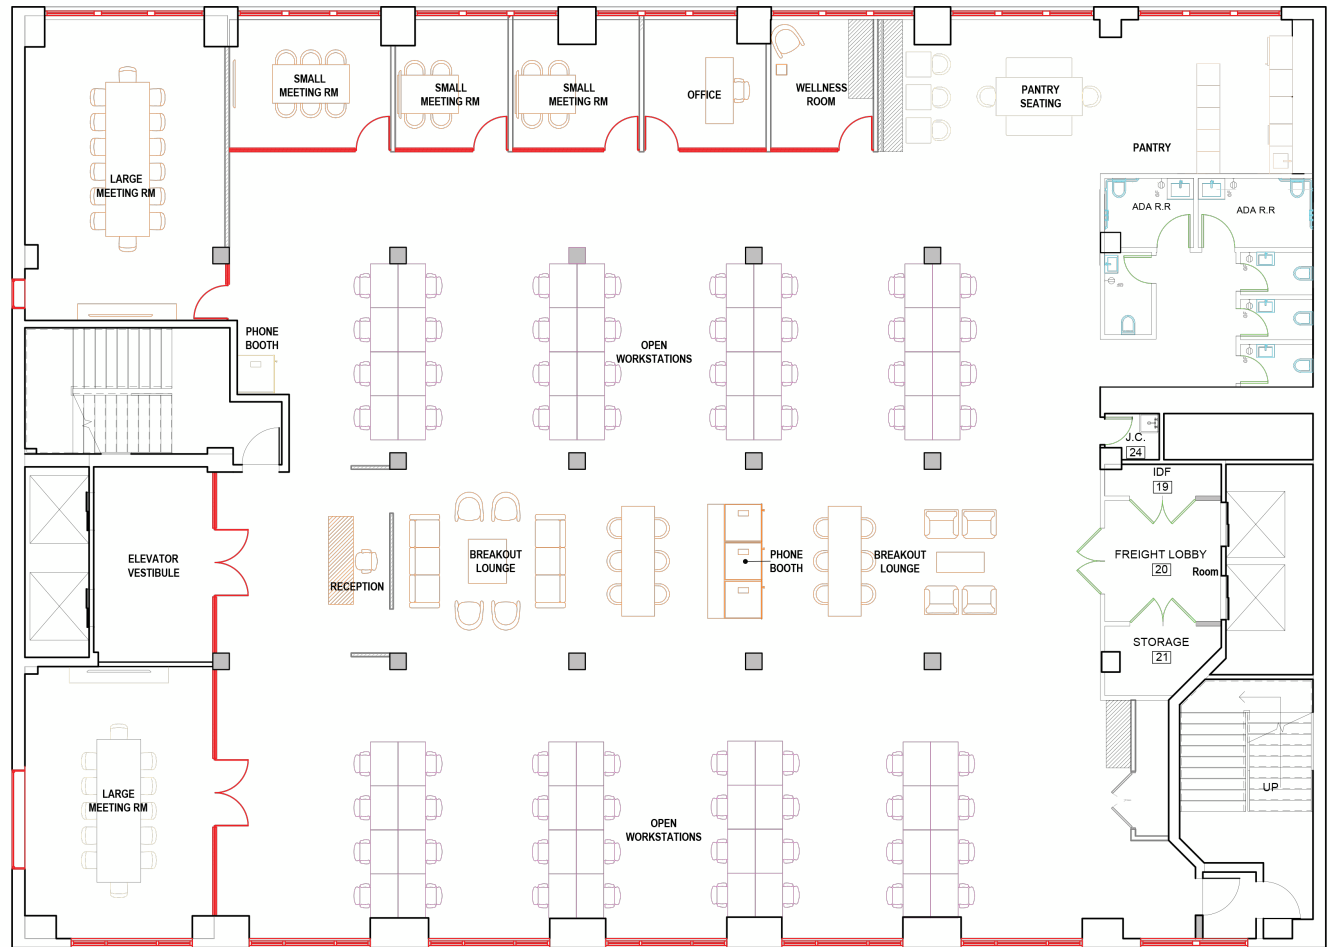 SMALL
MEETING RM
SMALL
MEETING RM
SMALL
MEETING RM
OFFICE
WELLNESS
ROOM
PANTRY
SEATING
PANTRY
LARGE
MEETING RM
ADA R.R
ADA R.R
PHONE
BOOTH
OPEN
WORKSTATIONS
J.C.
24
IDF
19
ELEVATOR
VESTIBULE
RECEPTION
BREAKOUT
LOUNGE
PHONE
BOOTH
BREAKOUT
LOUNGE
FREIGHT LOBBY
20
Room
STORAGE
21
LARGE
MEETING RM
OPEN
WORKSTATIONS
UP